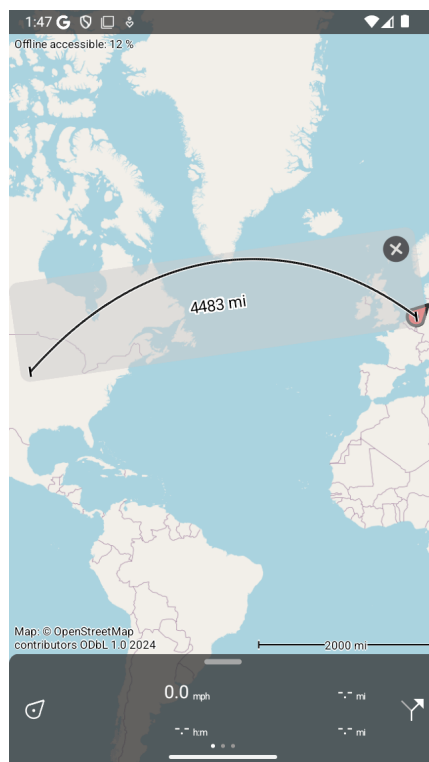 1:47
Offline accessible: 12 %
4483 mi
Map: © OpenStreetMap
contributors ODbL 1.0 2024
2000 mi
0.0 mph
-.- mi
-.- h:m
-.- mi